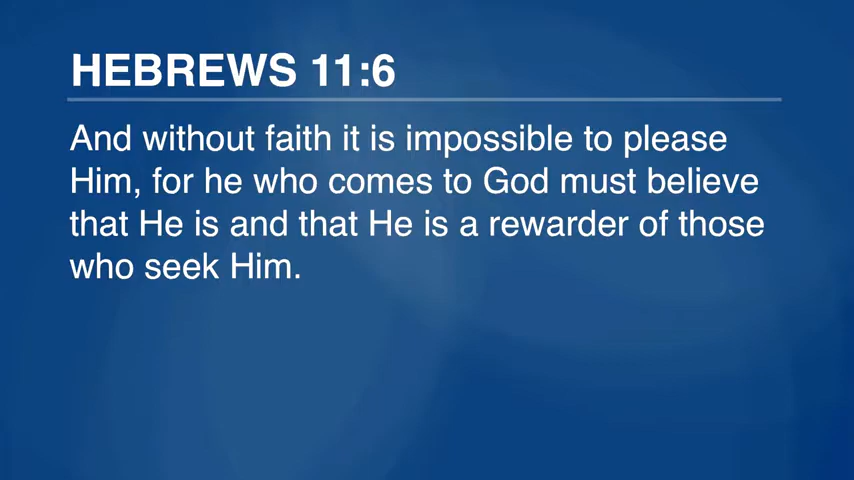 HEBREWS 11:6
And without faith it is impossible to please
Him, for he who comes to God must believe
that He is and that He is a rewarder of those
who seek Him.